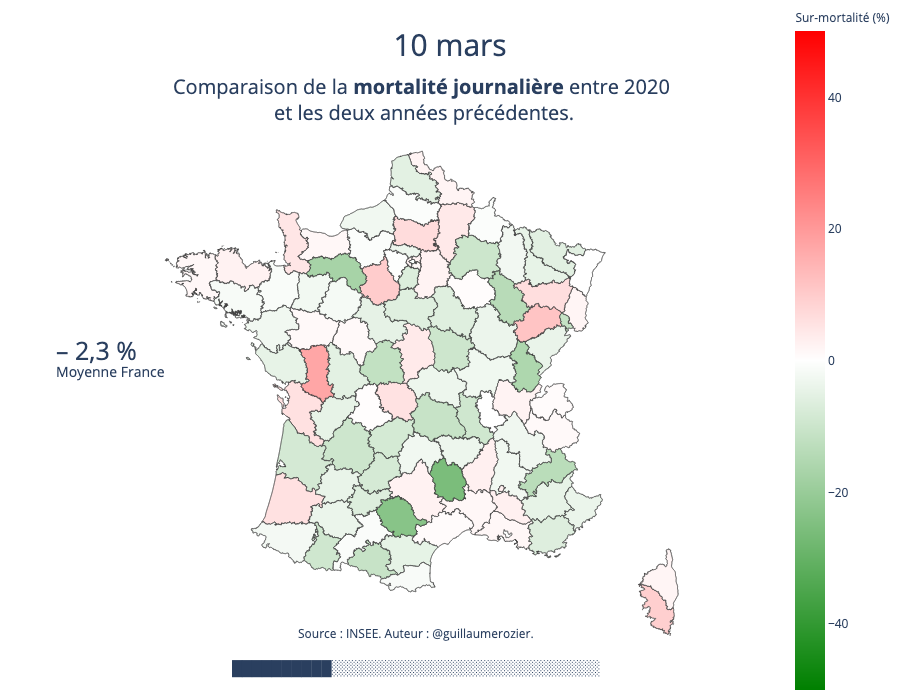 Sur-mortalité (%)
10 mars
Comparaison de la mortalité journalière entre 2020
et les deux années précédentes.
40
20
0
−20
−40
– 2,3 %
Moyenne France
Source : INSEE. Auteur : @guillaumerozier.